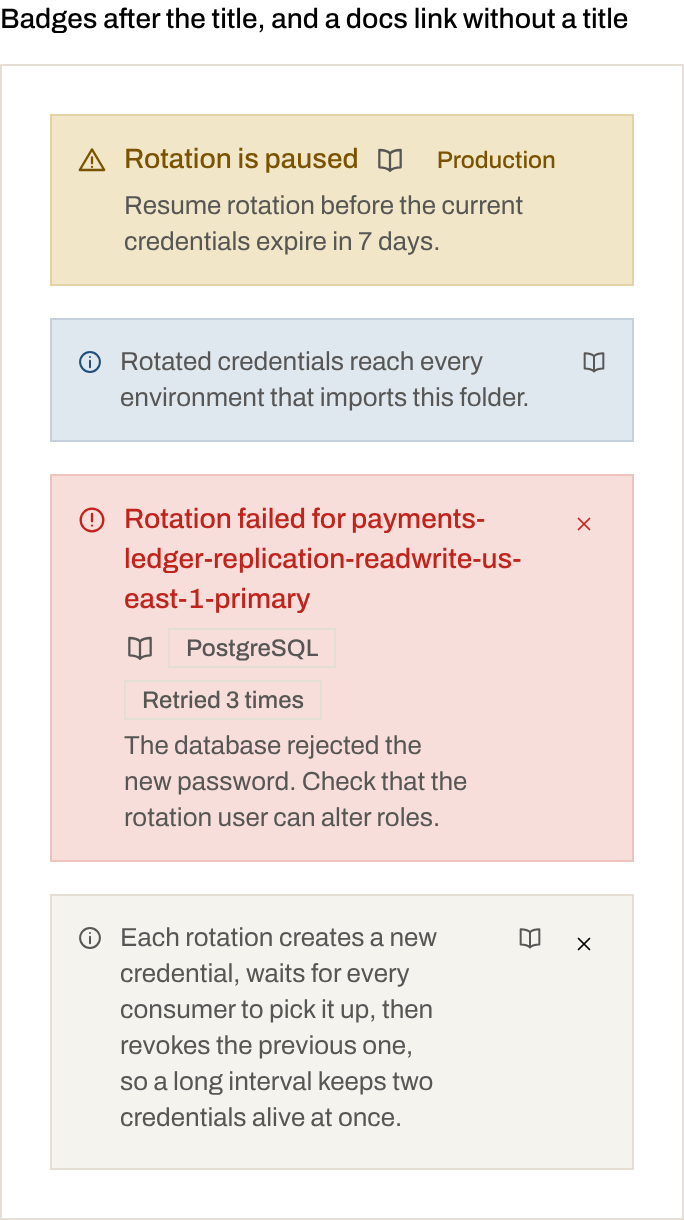 Badges after the title, and a docs link without a title
Rotation is paused Production
Resume rotation before the current
credentials expire in 7 days.
Rotated credentials reach every
environment that imports this folder.
Rotation failed for payments-
ledger-replication-readwrite-us-
east-1-primary
PostgreSQL
Retried 3 times
The database rejected the
new password. Check that the
rotation user can alter roles.
Each rotation creates a new
credential, waits for every
consumer to pick it up, then
revokes the previous one,
so a long interval keeps two
credentials alive at once.